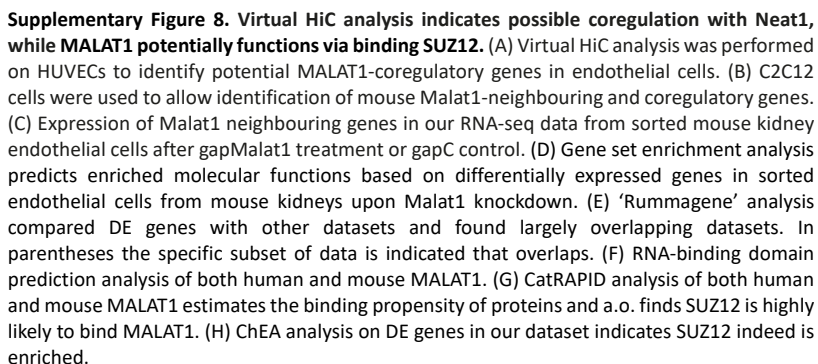 Supplementary Figure 8. Virtual HiC analysis indicates possible coregulation with Neat1,
while MALAT1 potentially functions via binding SUZ12. (A) Virtual HiC analysis was performed
on HUVECs to identify potential MALAT1-coregulatory genes in endothelial cells. (B) C2C12
cells were used to allow identification of mouse Malat1-neighbouring and coregulatory genes.
(C) Expression of Malat1 neighbouring genes in our RNA-seq data from sorted mouse kidney
endothelial cells after gapMalat1 treatment or gapC control. (D) Gene set enrichment analysis
predicts enriched molecular functions based on differentially expressed genes in sorted
endothelial cells from mouse kidneys upon Malat1 knockdown. (E) ‘Rummagene’ analysis
compared DE genes with other datasets and found largely overlapping datasets. In
parentheses the specific subset of data is indicated that overlaps. (F) RNA-binding domain
prediction analysis of both human and mouse MALAT1. (G) CatRAPID analysis of both human
and mouse MALAT1 estimates the binding propensity of proteins and a.o. finds SUZ12 is highly
likely to bind MALAT1. (H) ChEA analysis on DE genes in our dataset indicates SUZ12 indeed is
enriched.